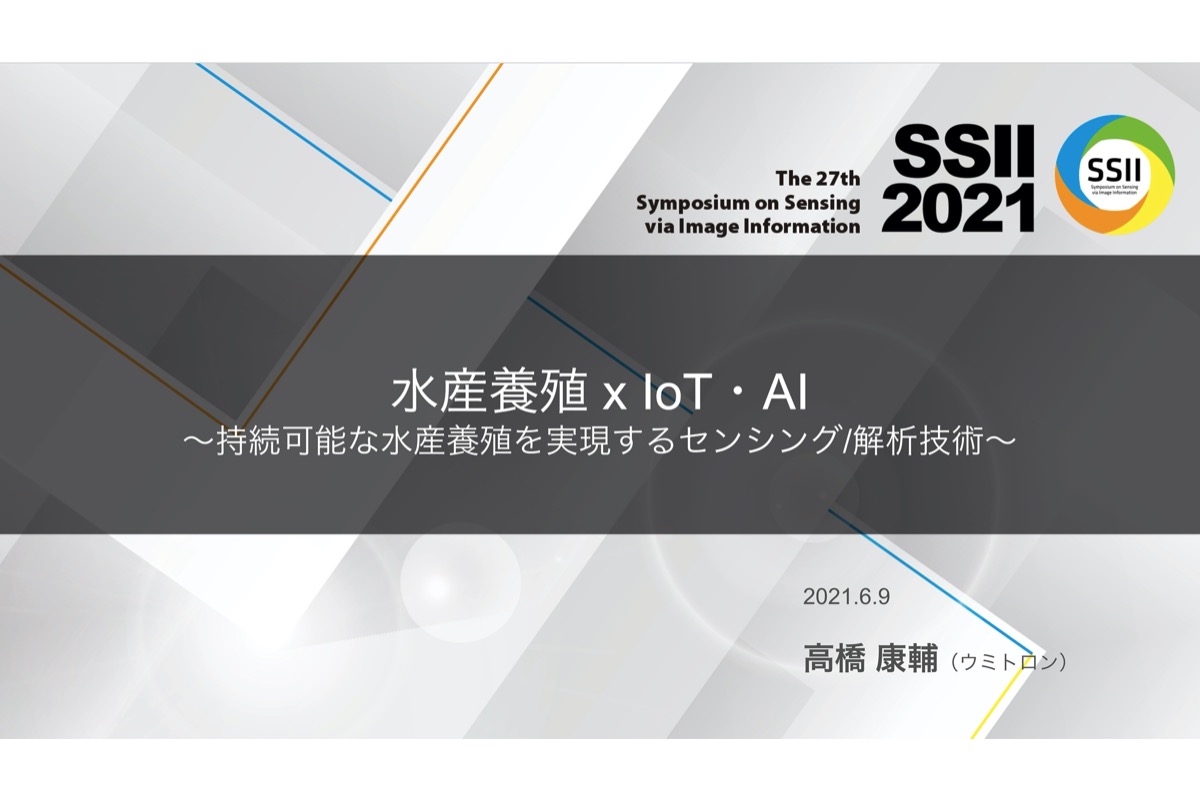 The 27th
Symposium on Sensing
via Image Information
SSII
2021
SSII
Symposium on Sensing
via Image Information
水産養殖 x IoT・AI
〜持続可能な水産養殖を実現するセンシング/解析技術〜
2021.6.9
高橋 康輔（ウミトロン）